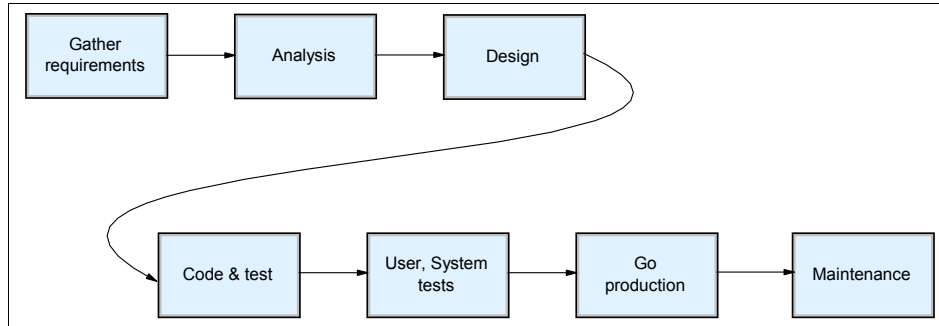 Gather
requirements
Analysis
Design
Code & test
User, System
tests
Go
production
Maintenance